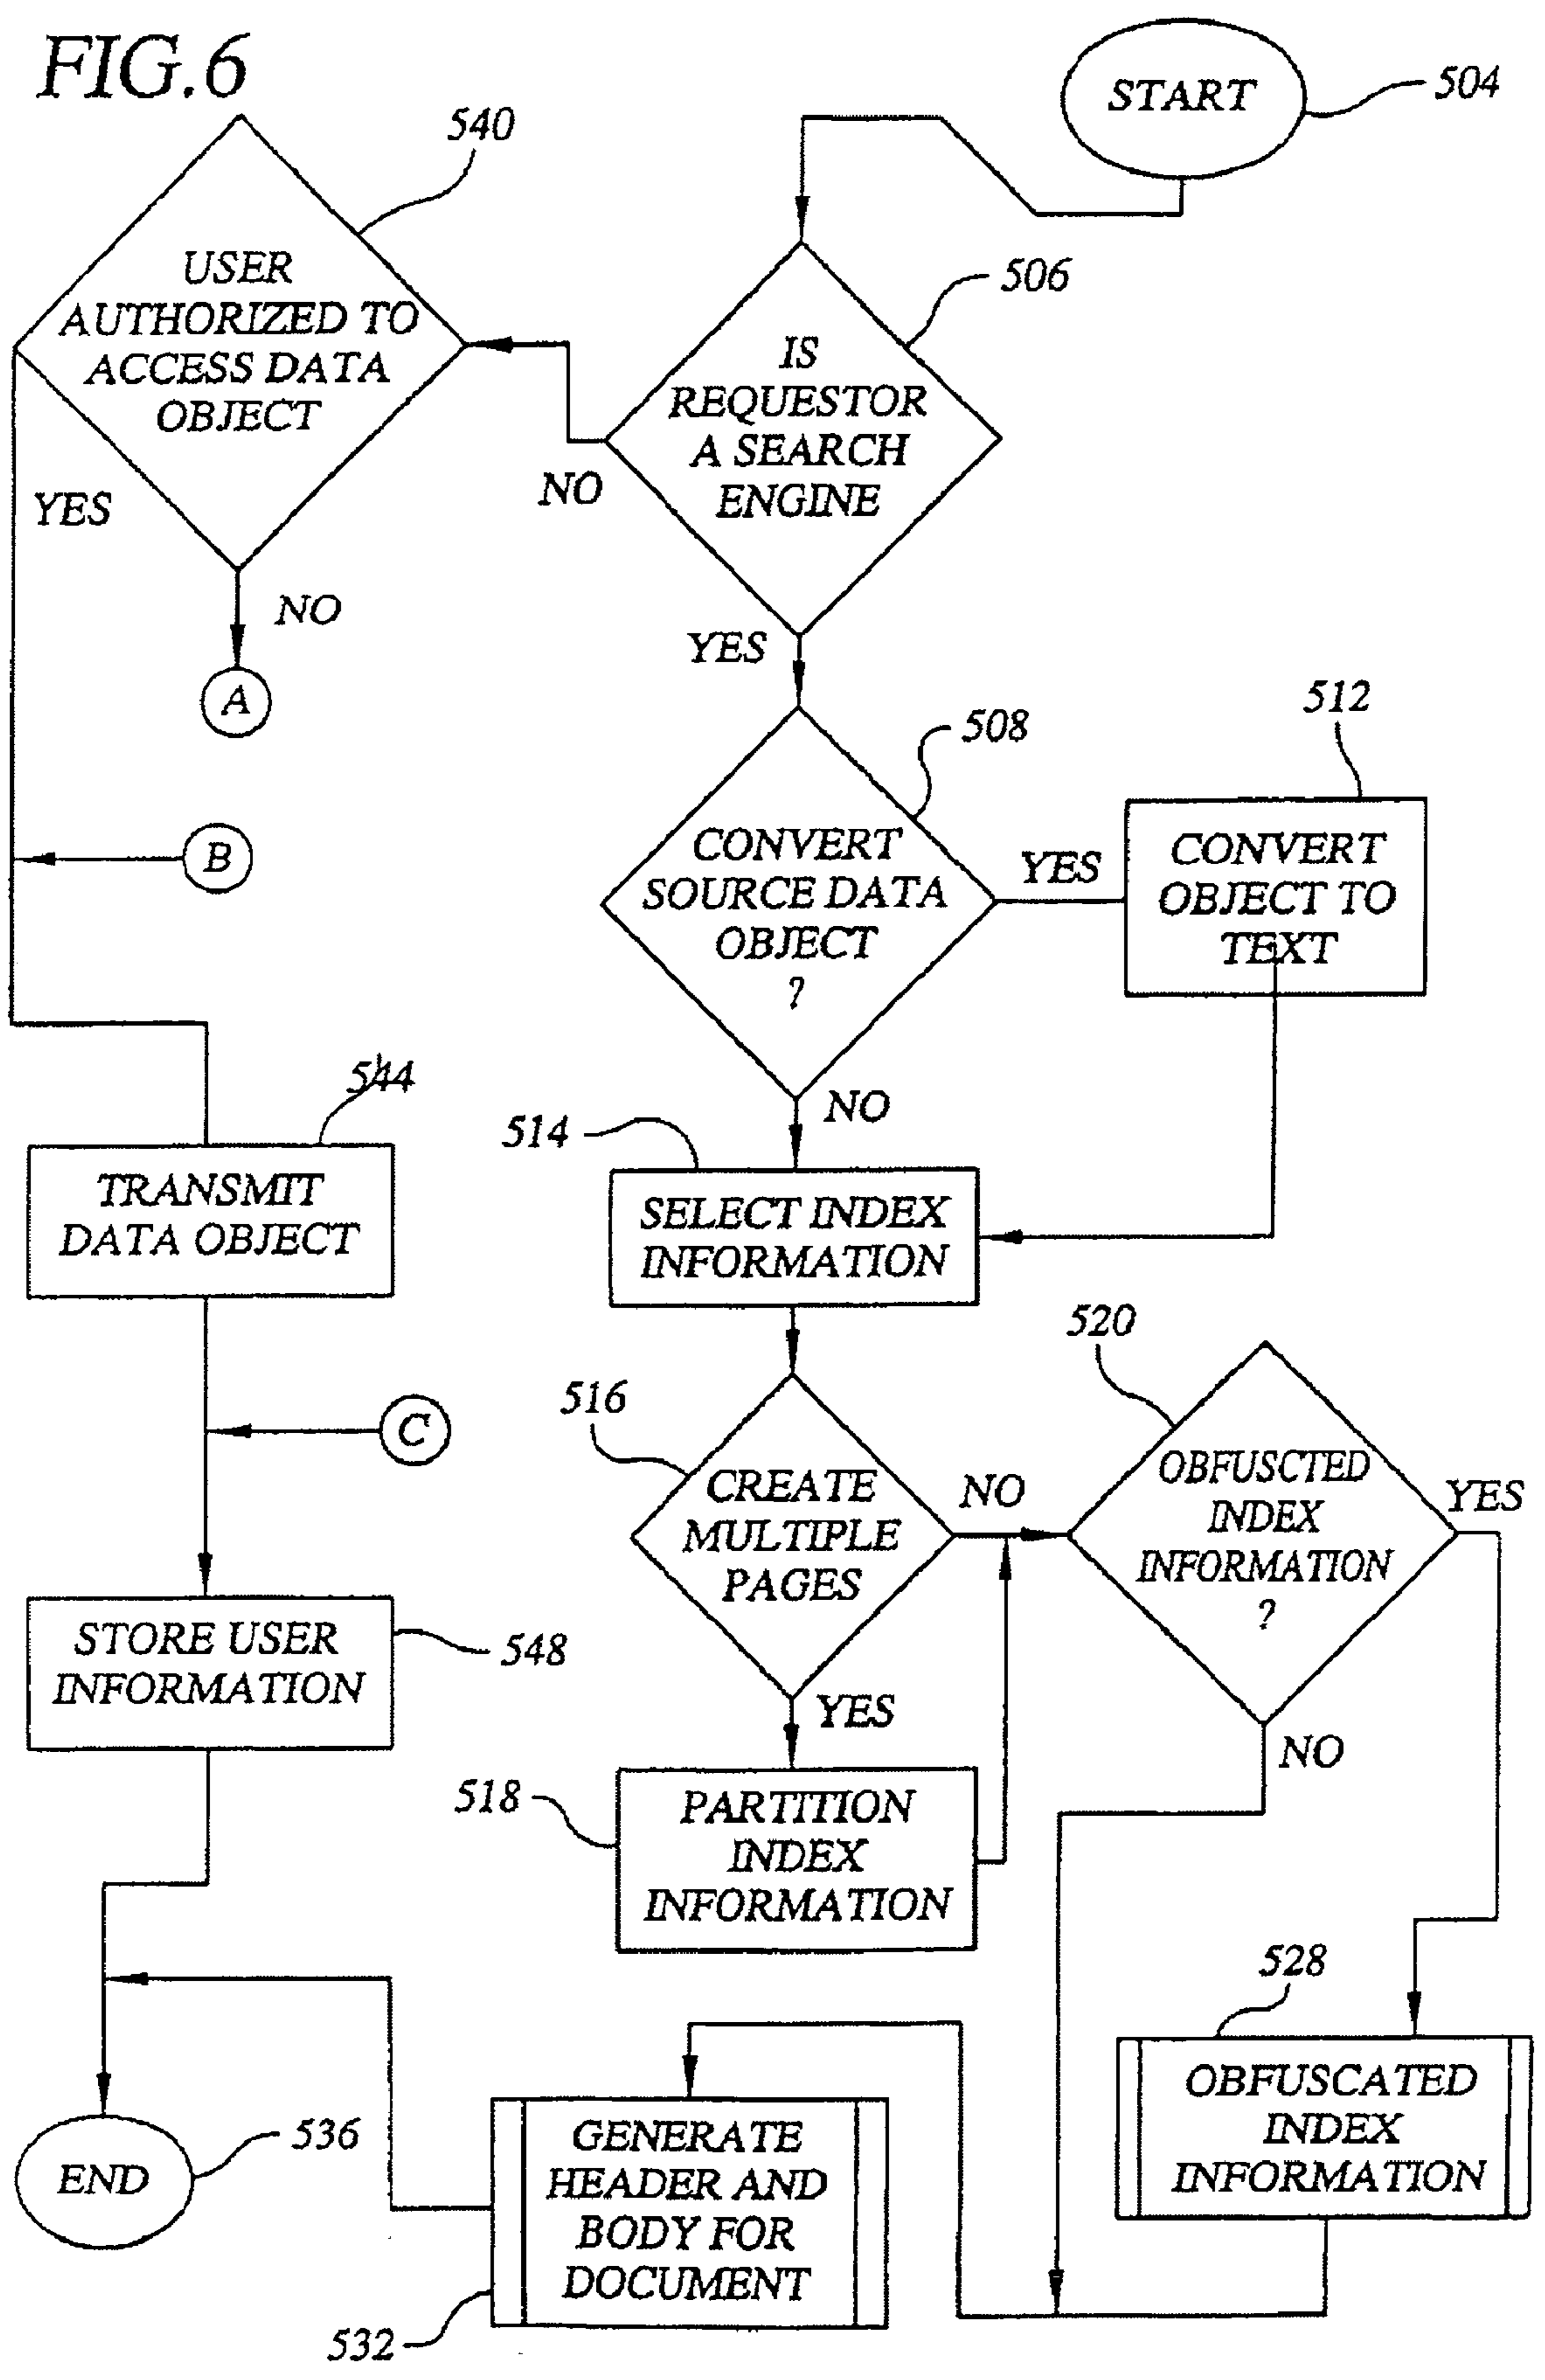 FIG.6
START
504
540
USER
AUTHORIZED TO
ACCESS DATA
OBJECT
YES
NO
A
506
IS
REQUESTOR
A SEARCH
ENGINE
NO
YES
508
CONVERT
SOURCE DATA
OBJECT
?
YES
NO
512
CONVERT
OBJECT TO
TEXT
B
544
TRANSMIT
DATA OBJECT
514
SELECT INDEX
INFORMATION
C
516
CREATE
MULTIPLE
PAGES
NO
YES
520
OBFUSCTED
INDEX
INFORMATION
?
YES
NO
STORE USER
INFORMATION
548
518
PARTITION
INDEX
INFORMATION
528
OBFUSCATED
INDEX
INFORMATION
END
536
GENERATE
HEADER AND
BODY FOR
DOCUMENT
532